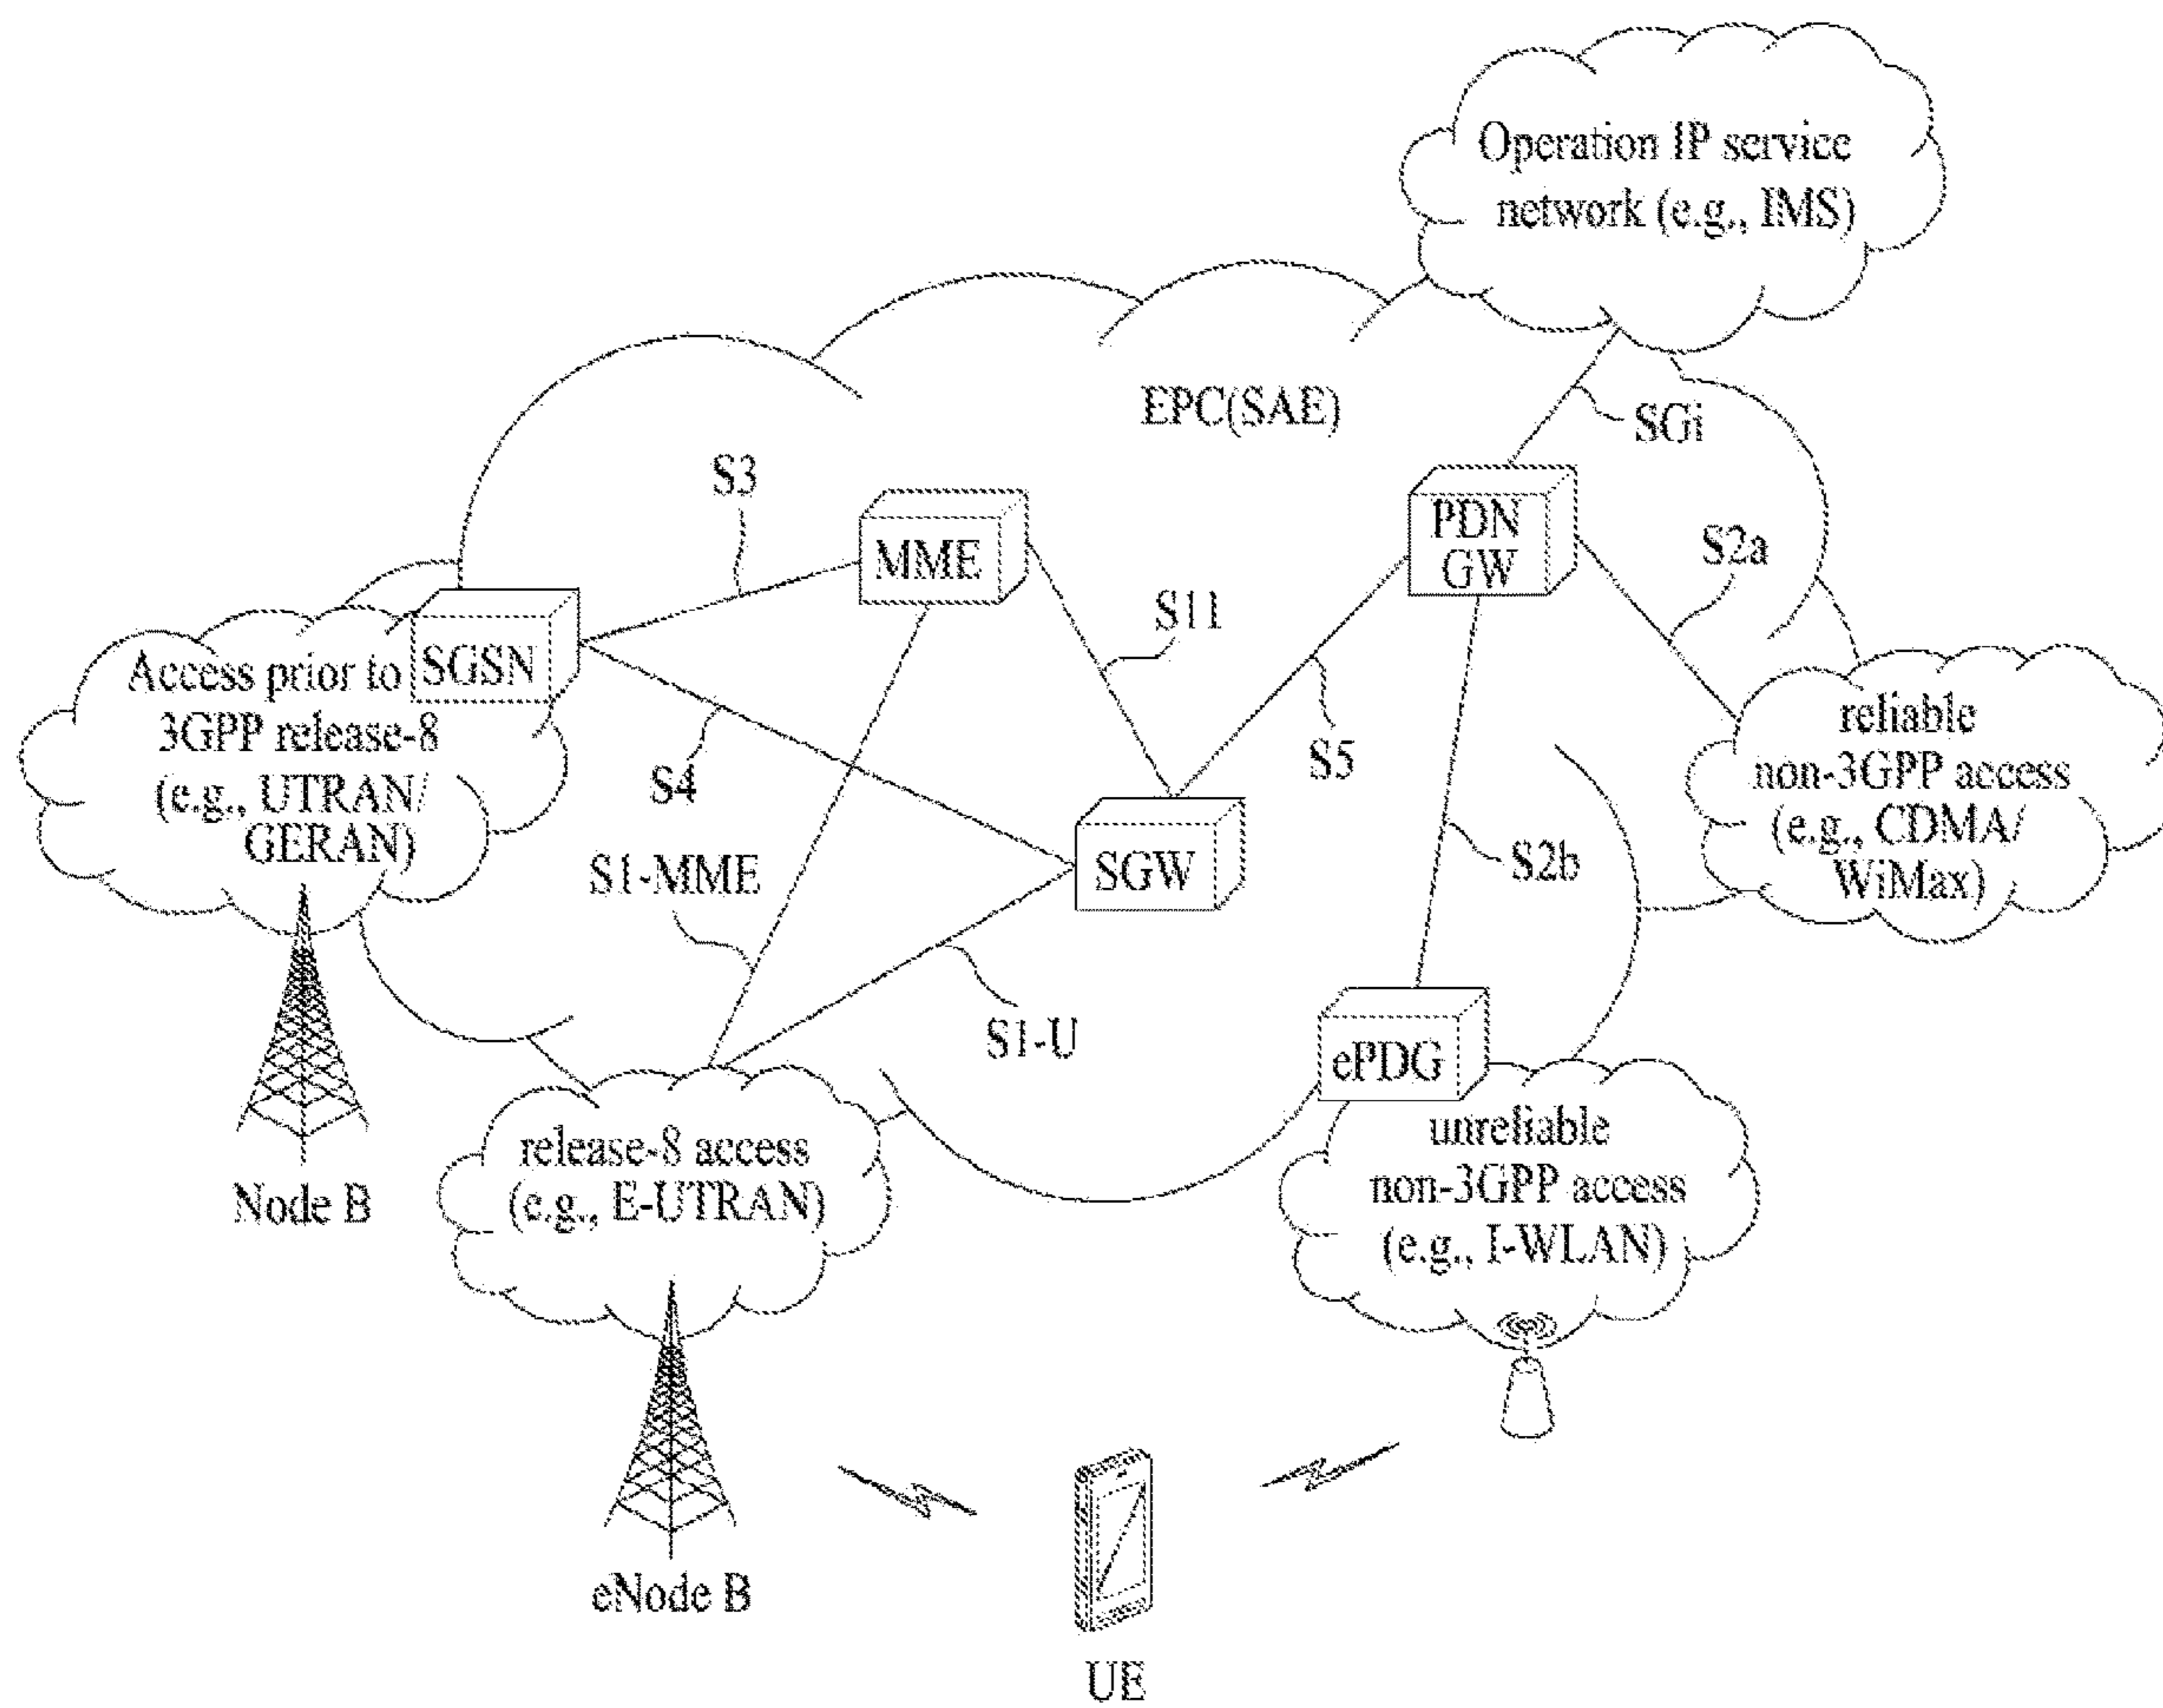 Operation IP service
network (e.g., IMS)
EPC(SAE)
SGi
S3
MME
PDN
GW
S2a
S11
SGSN
Access prior to
3GPP release-8
(e.g., UTRAN/
GERAN)
S4
S5
reliable
non-3GPP access
(e.g., CDMA/
WiMax)
S1-MME
SGW
S2b
S1-U
ePDG
unreliable
non-3GPP access
(e.g., I-WLAN)
release-8 access
(e.g., E-UTRAN)
Node B
eNode B
UE